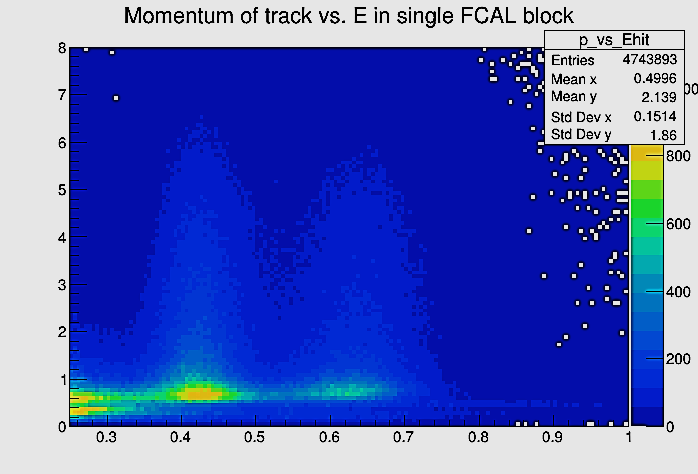 Momentum of track vs. E in single FCAL block
p_vs_Ehit
Entries 4743893
Mean x 0.4996
Mean y 2.139
Std Dev x 0.1514
Std Dev y 1.86
8
7
6
5
4
3
2
1
0
0.3 0.4 0.5 0.6 0.7 0.8 0.9 1
800
600
400
200
0